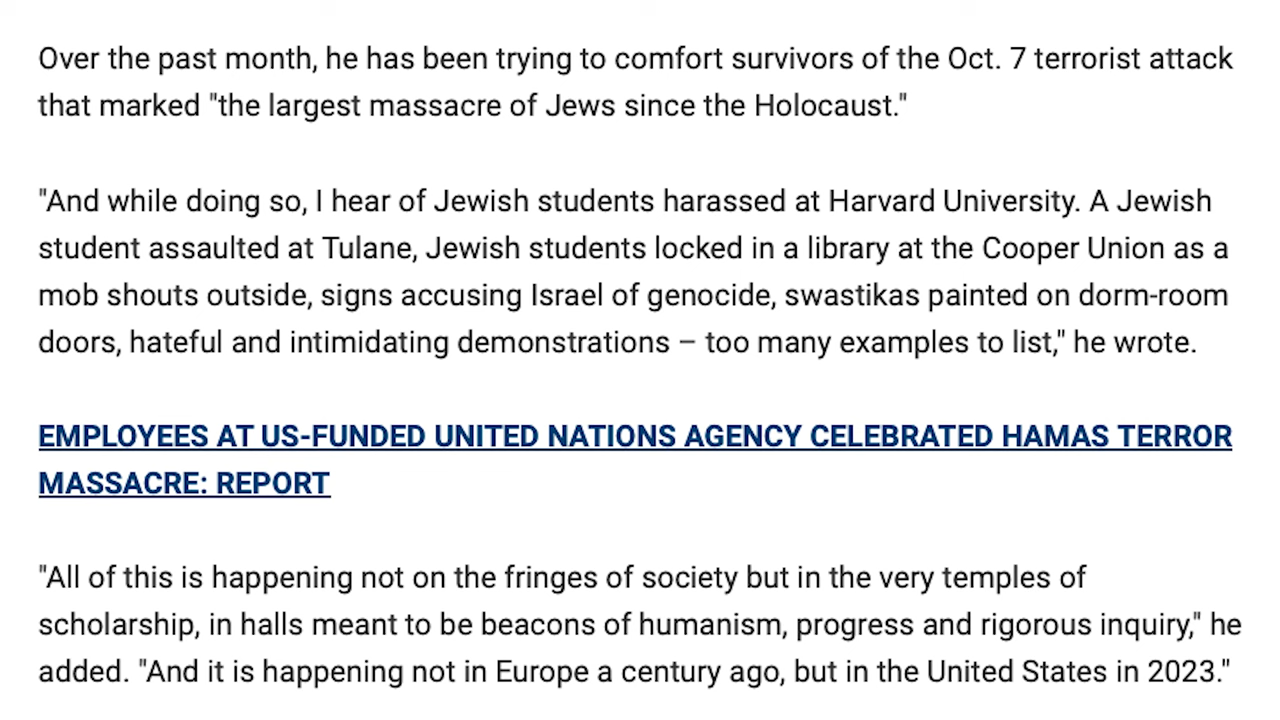 Over the past month, he has been trying to comfort survivors of the Oct. 7 terrorist attack
that marked "the largest massacre of Jews since the Holocaust."
"And while doing so, I hear of Jewish students harassed at Harvard University. A Jewish
student assaulted at Tulane, Jewish students locked in a library at the Cooper Union as a
mob shouts outside, signs accusing Israel of genocide, swastikas painted on dorm-room
doors, hateful and intimidating demonstrations – too many examples to list," he wrote.
EMPLOYEES AT US-FUNDED UNITED NATIONS AGENCY CELEBRATED HAMAS TERROR
MASSACRE: REPORT
"All of this is happening not on the fringes of society but in the very temples of
scholarship, in halls meant to be beacons of humanism, progress and rigorous inquiry," he
added. "And it is happening not in Europe a century ago, but in the United States in 2023."